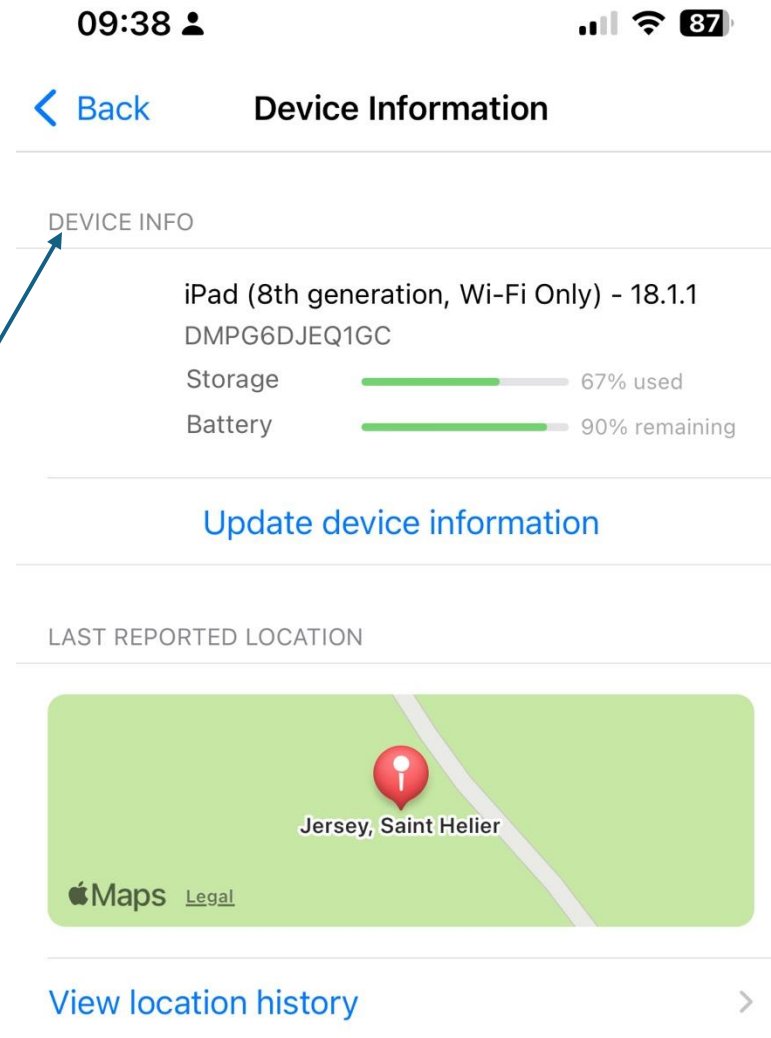 09:38
87
Back
Device Information
DEVICE INFO
iPad (8th generation, Wi-Fi Only) - 18.1.1
DMPG6DJEQ1GC
Storage 67% used
Battery 90% remaining
Update device information
LAST REPORTED LOCATION
Jersey, Saint Helier
Maps Legal
View location history